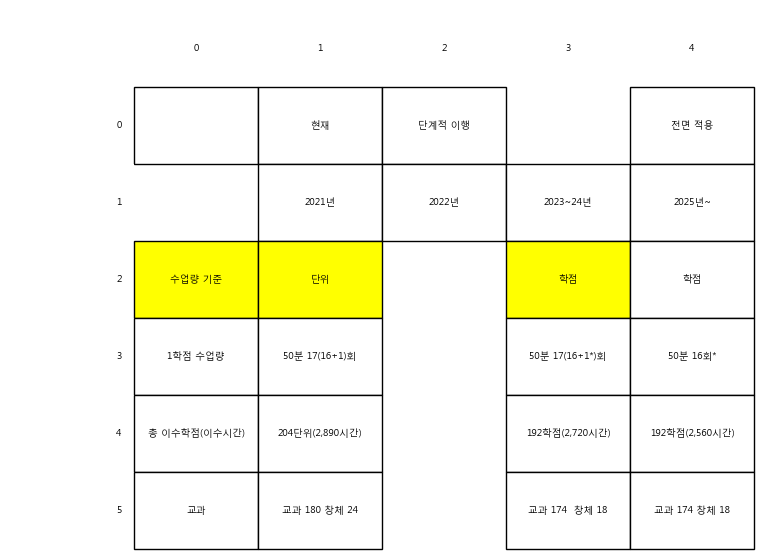 0 1 2 3 4
0 현재 단계적 이행 전면 적용
1 2021년 2022년 2023~24년 2025년~
2 수업량 기준 단위 학점 학점
3 1학점 수업량 50분 17(16+1)회 50분 17(16+1*)회 50분 16회*
4 총 이수학점(이수시간) 204단위(2,890시간) 192학점(2,720시간) 192학점(2,560시간)
5 교과 교과 180 창체 24 교과 174  창체 18 교과 174 창체 18